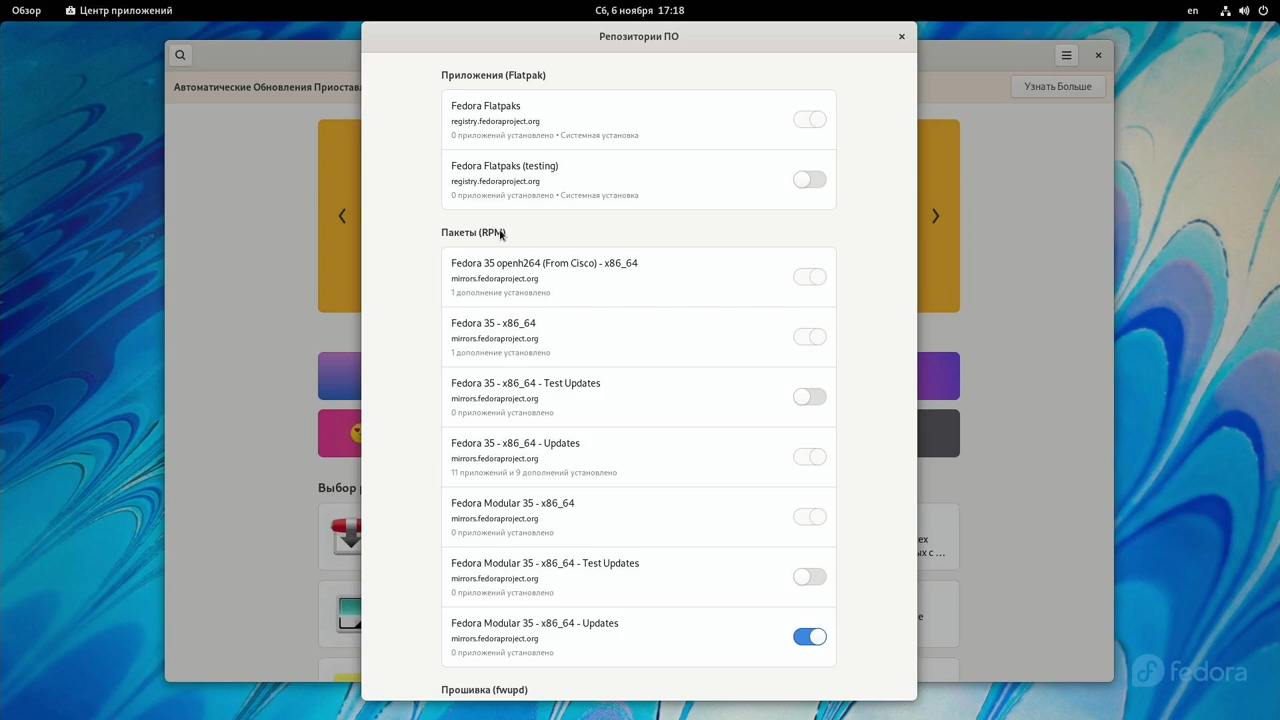 Обзор
Центр приложений
Сб, 6 ноября 17:18
en
Репозитории ПО
Автоматические Обновления Приостав
Узнать Больше
Приложения (Flatpak)
Fedora Flatpaks
registry.fedoraproject.org
0 приложений установлено • Системная установка
Fedora Flatpaks (testing)
registry.fedoraproject.org
0 приложений установлено • Системная установка
Пакеты (RPM)
Fedora 35 openh264 (From Cisco) - x86_64
mirrors.fedoraproject.org
1 дополнение установлено
Fedora 35 - x86_64
mirrors.fedoraproject.org
1 дополнение установлено
Fedora 35 - x86_64 - Test Updates
mirrors.fedoraproject.org
0 приложений установлено
Fedora 35 - x86_64 - Updates
mirrors.fedoraproject.org
11 приложений и 9 дополнений установлено
Выбор
Fedora Modular 35 - x86_64
mirrors.fedoraproject.org
0 приложений установлено
ех
ых с ...
Fedora Modular 35 - x86_64 - Test Updates
mirrors.fedoraproject.org
0 приложений установлено
Fedora Modular 35 - x86_64 - Updates
mirrors.fedoraproject.org
0 приложений установлено
е
Прошивка (fwupd)
fedora